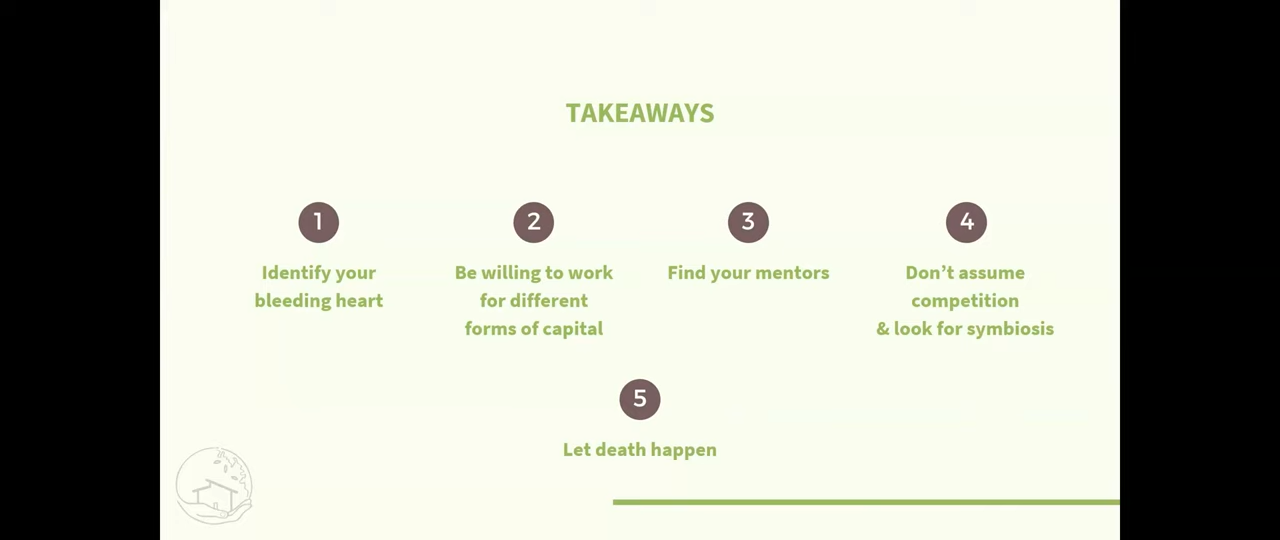 TAKEAWAYS
1
Identify your
bleeding heart
2
Be willing to work
for different
forms of capital
3
Find your mentors
4
Don’t assume
competition
& look for symbiosis
5
Let death happen